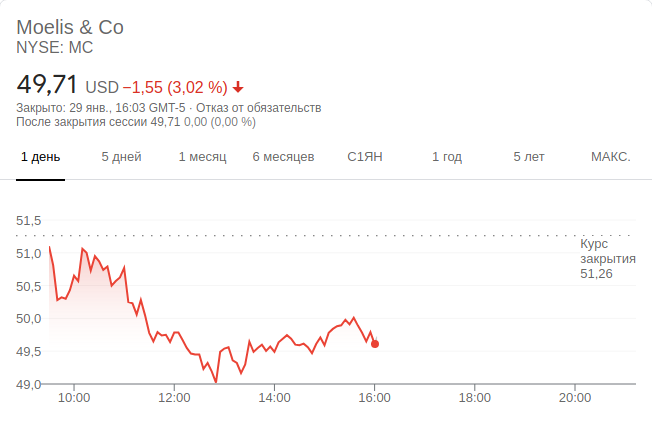 Moelis & Co
NYSE: MC
49,71 USD −1,55 (3,02 %)
Закрыто: 29 янв., 16:03 GMT-5 · Отказ от обязательств
После закрытия сессии 49,71 0,00 (0,00 %)
1 день 5 дней 1 месяц 6 месяцев С1ЯН 1 год 5 лет МАКС.
51,5
51,0
50,5
50,0
49,5
49,0
Курс
закрытия
51,26
10:00 12:00 14:00 16:00 18:00 20:00